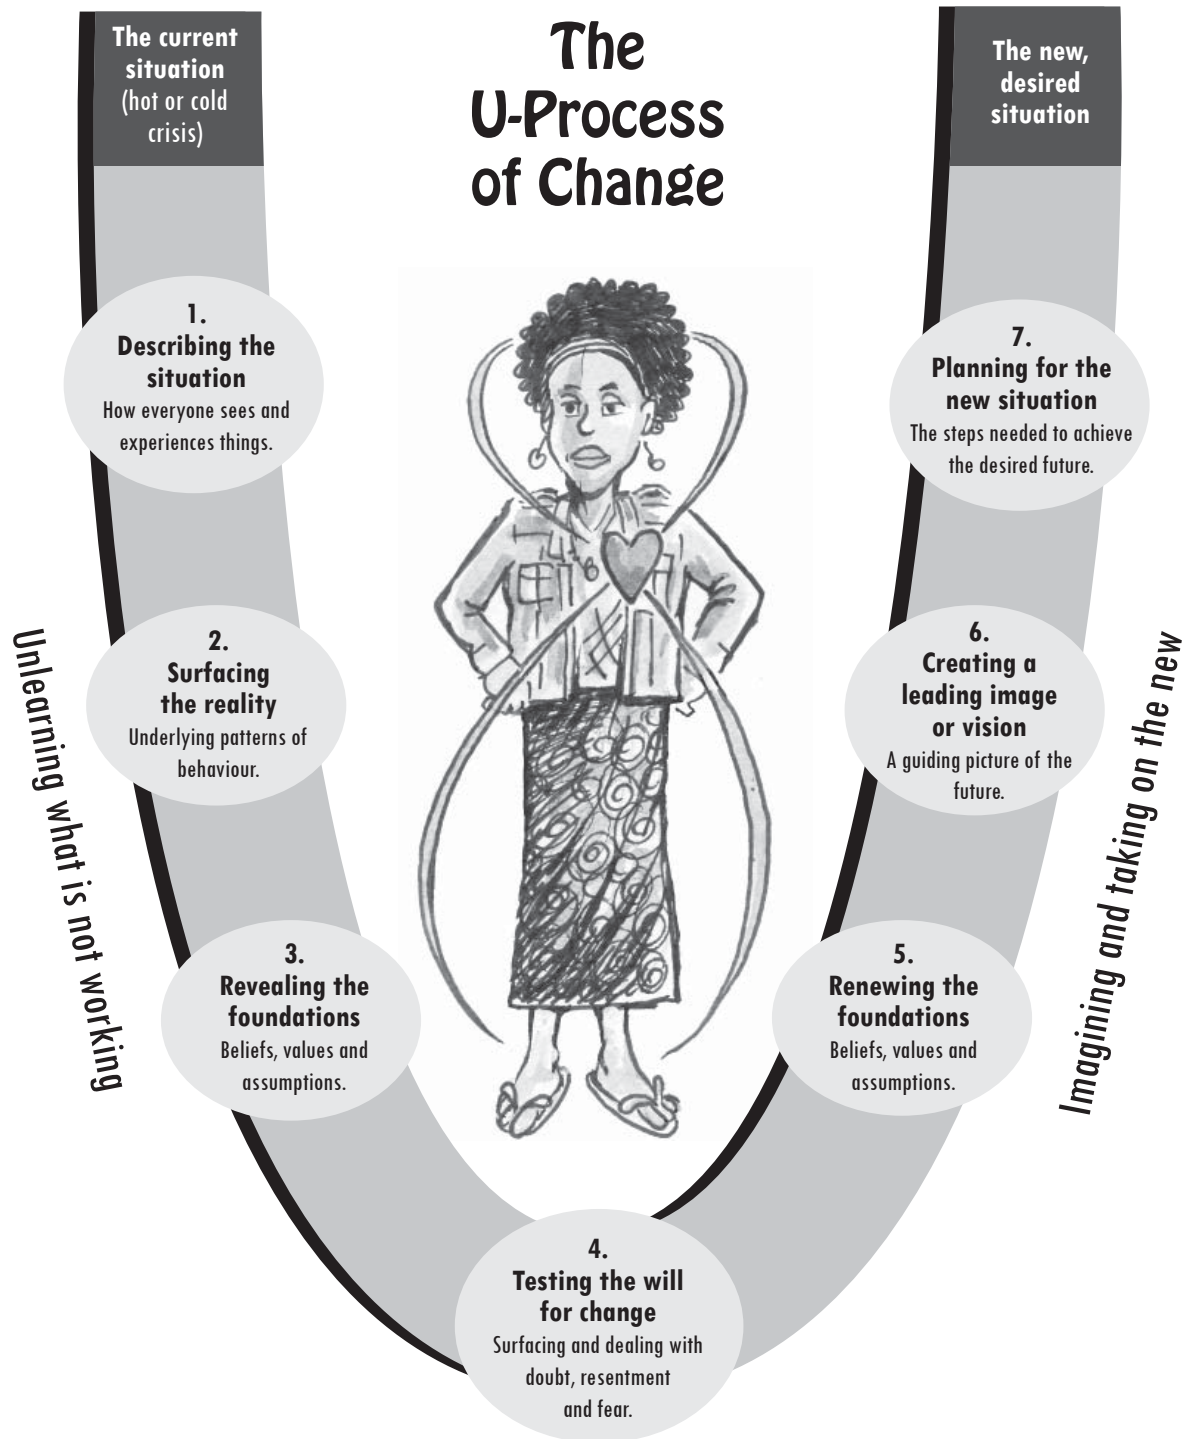 The
U-Process
of Change
The current
situation
(hot or cold
crisis)
1.
Describing the
situation
How everyone sees and
experiences things.
2.
Surfacing
the reality
Underlying patterns of
behaviour.
Unlearning what is not working
3.
Revealing the
foundations
Beliefs, values and
assumptions.
4.
Testing the will
for change
Surfacing and dealing with
doubt, resentment
and fear.
5.
Renewing the
foundations
Beliefs, values and
assumptions.
Imagining and taking on the new
6.
Creating a
leading image
or vision
A guiding picture of the
future.
7.
Planning for the
new situation
The steps needed to achieve
the desired future.
The new,
desired
situation